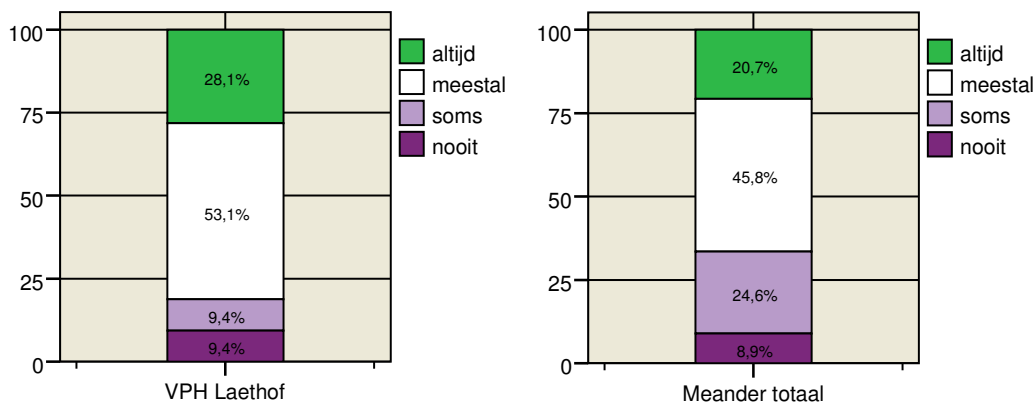 100
75
50
25
0
28,1%
53,1%
9,4%
9,4%
VPH Laethof
altijd
meestal
soms
nooit
100
75
50
25
0
20,7%
45,8%
24,6%
8,9%
Meander totaal
altijd
meestal
soms
nooit